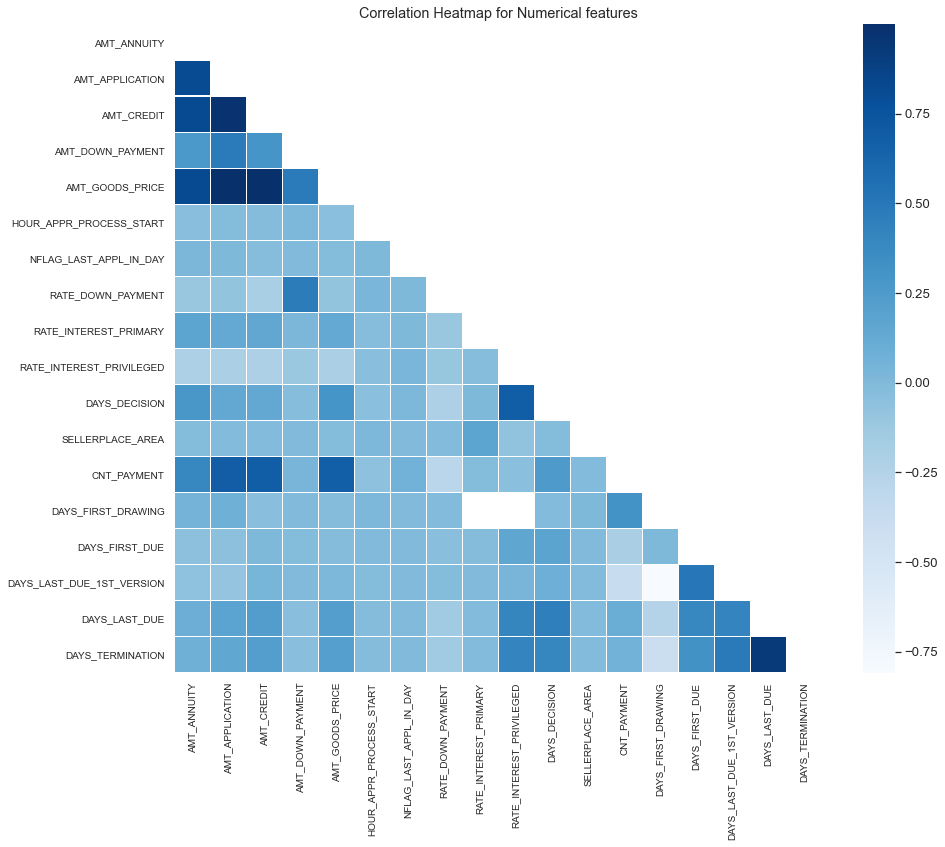 Correlation Heatmap for Numerical features
AMT_ANNUITY
AMT_APPLICATION
AMT_CREDIT
AMT_DOWN_PAYMENT
AMT_GOODS_PRICE
HOUR_APPR_PROCESS_START
NFLAG_LAST_APPL_IN_DAY
RATE_DOWN_PAYMENT
RATE_INTEREST_PRIMARY
RATE_INTEREST_PRIVILEGED
DAYS_DECISION
SELLERPLACE_AREA
CNT_PAYMENT
DAYS_FIRST_DRAWING
DAYS_FIRST_DUE
DAYS_LAST_DUE_1ST_VERSION
DAYS_LAST_DUE
DAYS_TERMINATION
AMT_ANNUITY
AMT_APPLICATION
AMT_CREDIT
AMT_DOWN_PAYMENT
AMT_GOODS_PRICE
HOUR_APPR_PROCESS_START
NFLAG_LAST_APPL_IN_DAY
RATE_DOWN_PAYMENT
RATE_INTEREST_PRIMARY
RATE_INTEREST_PRIVILEGED
DAYS_DECISION
SELLERPLACE_AREA
CNT_PAYMENT
DAYS_FIRST_DRAWING
DAYS_FIRST_DUE
DAYS_LAST_DUE_1ST_VERSION
DAYS_LAST_DUE
DAYS_TERMINATION
0.75
0.50
0.25
0.00
−0.25
−0.50
−0.75